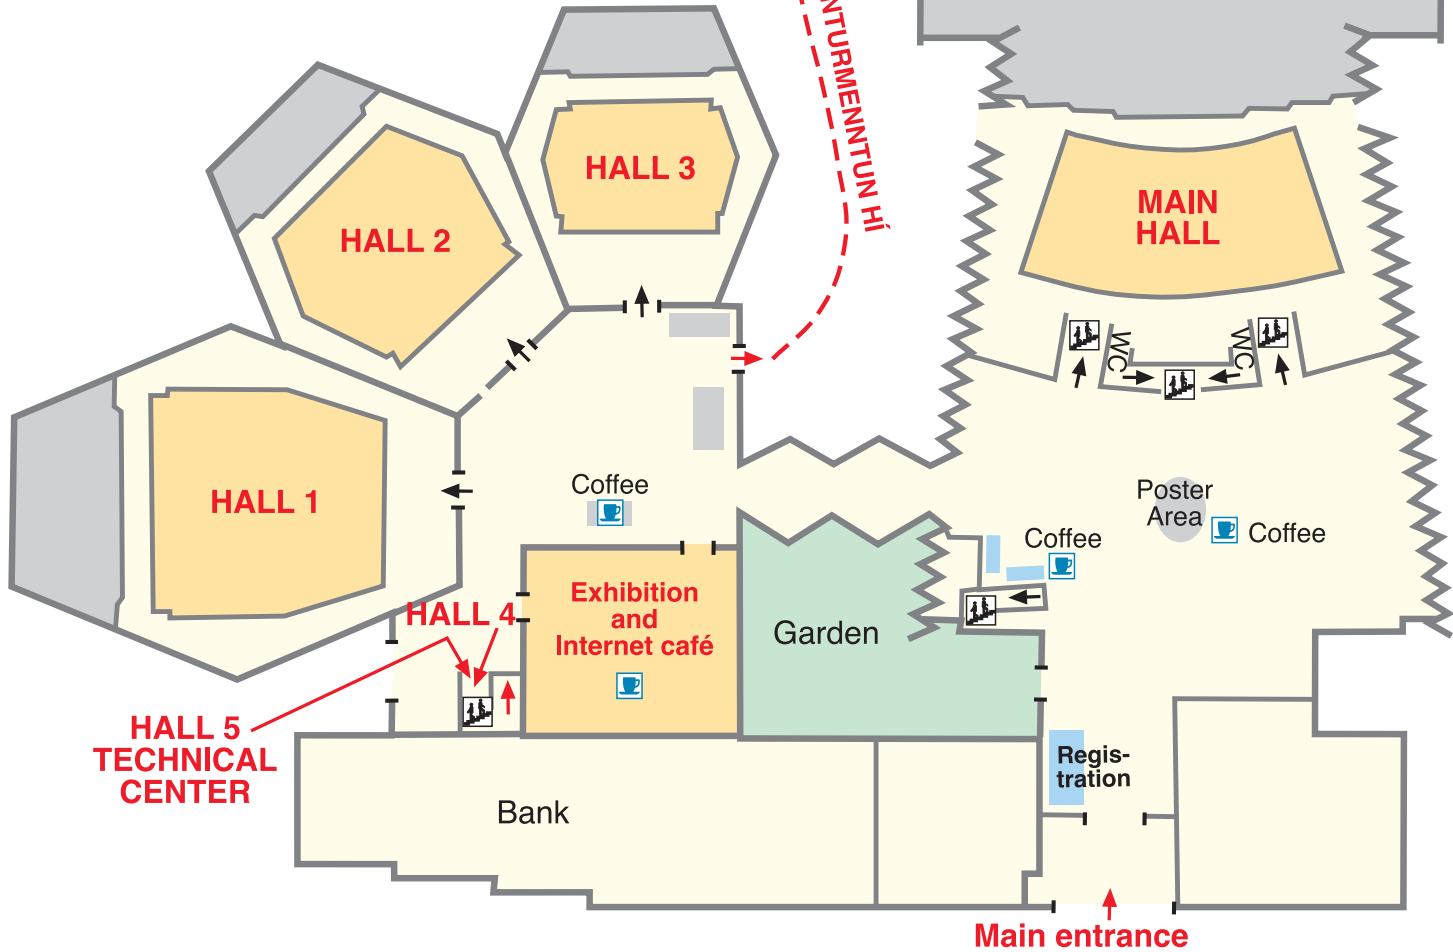 NTURMENNTUN HÍ
HALL 3
HALL 2
MAIN
HALL
WC
WC
HALL 1
Coffee
Poster
Area
Coffee
Coffee
Exhibition
and
Internet café
HALL 4
Garden
HALL 5
TECHNICAL
CENTER
Regis-
tration
Bank
Main entrance